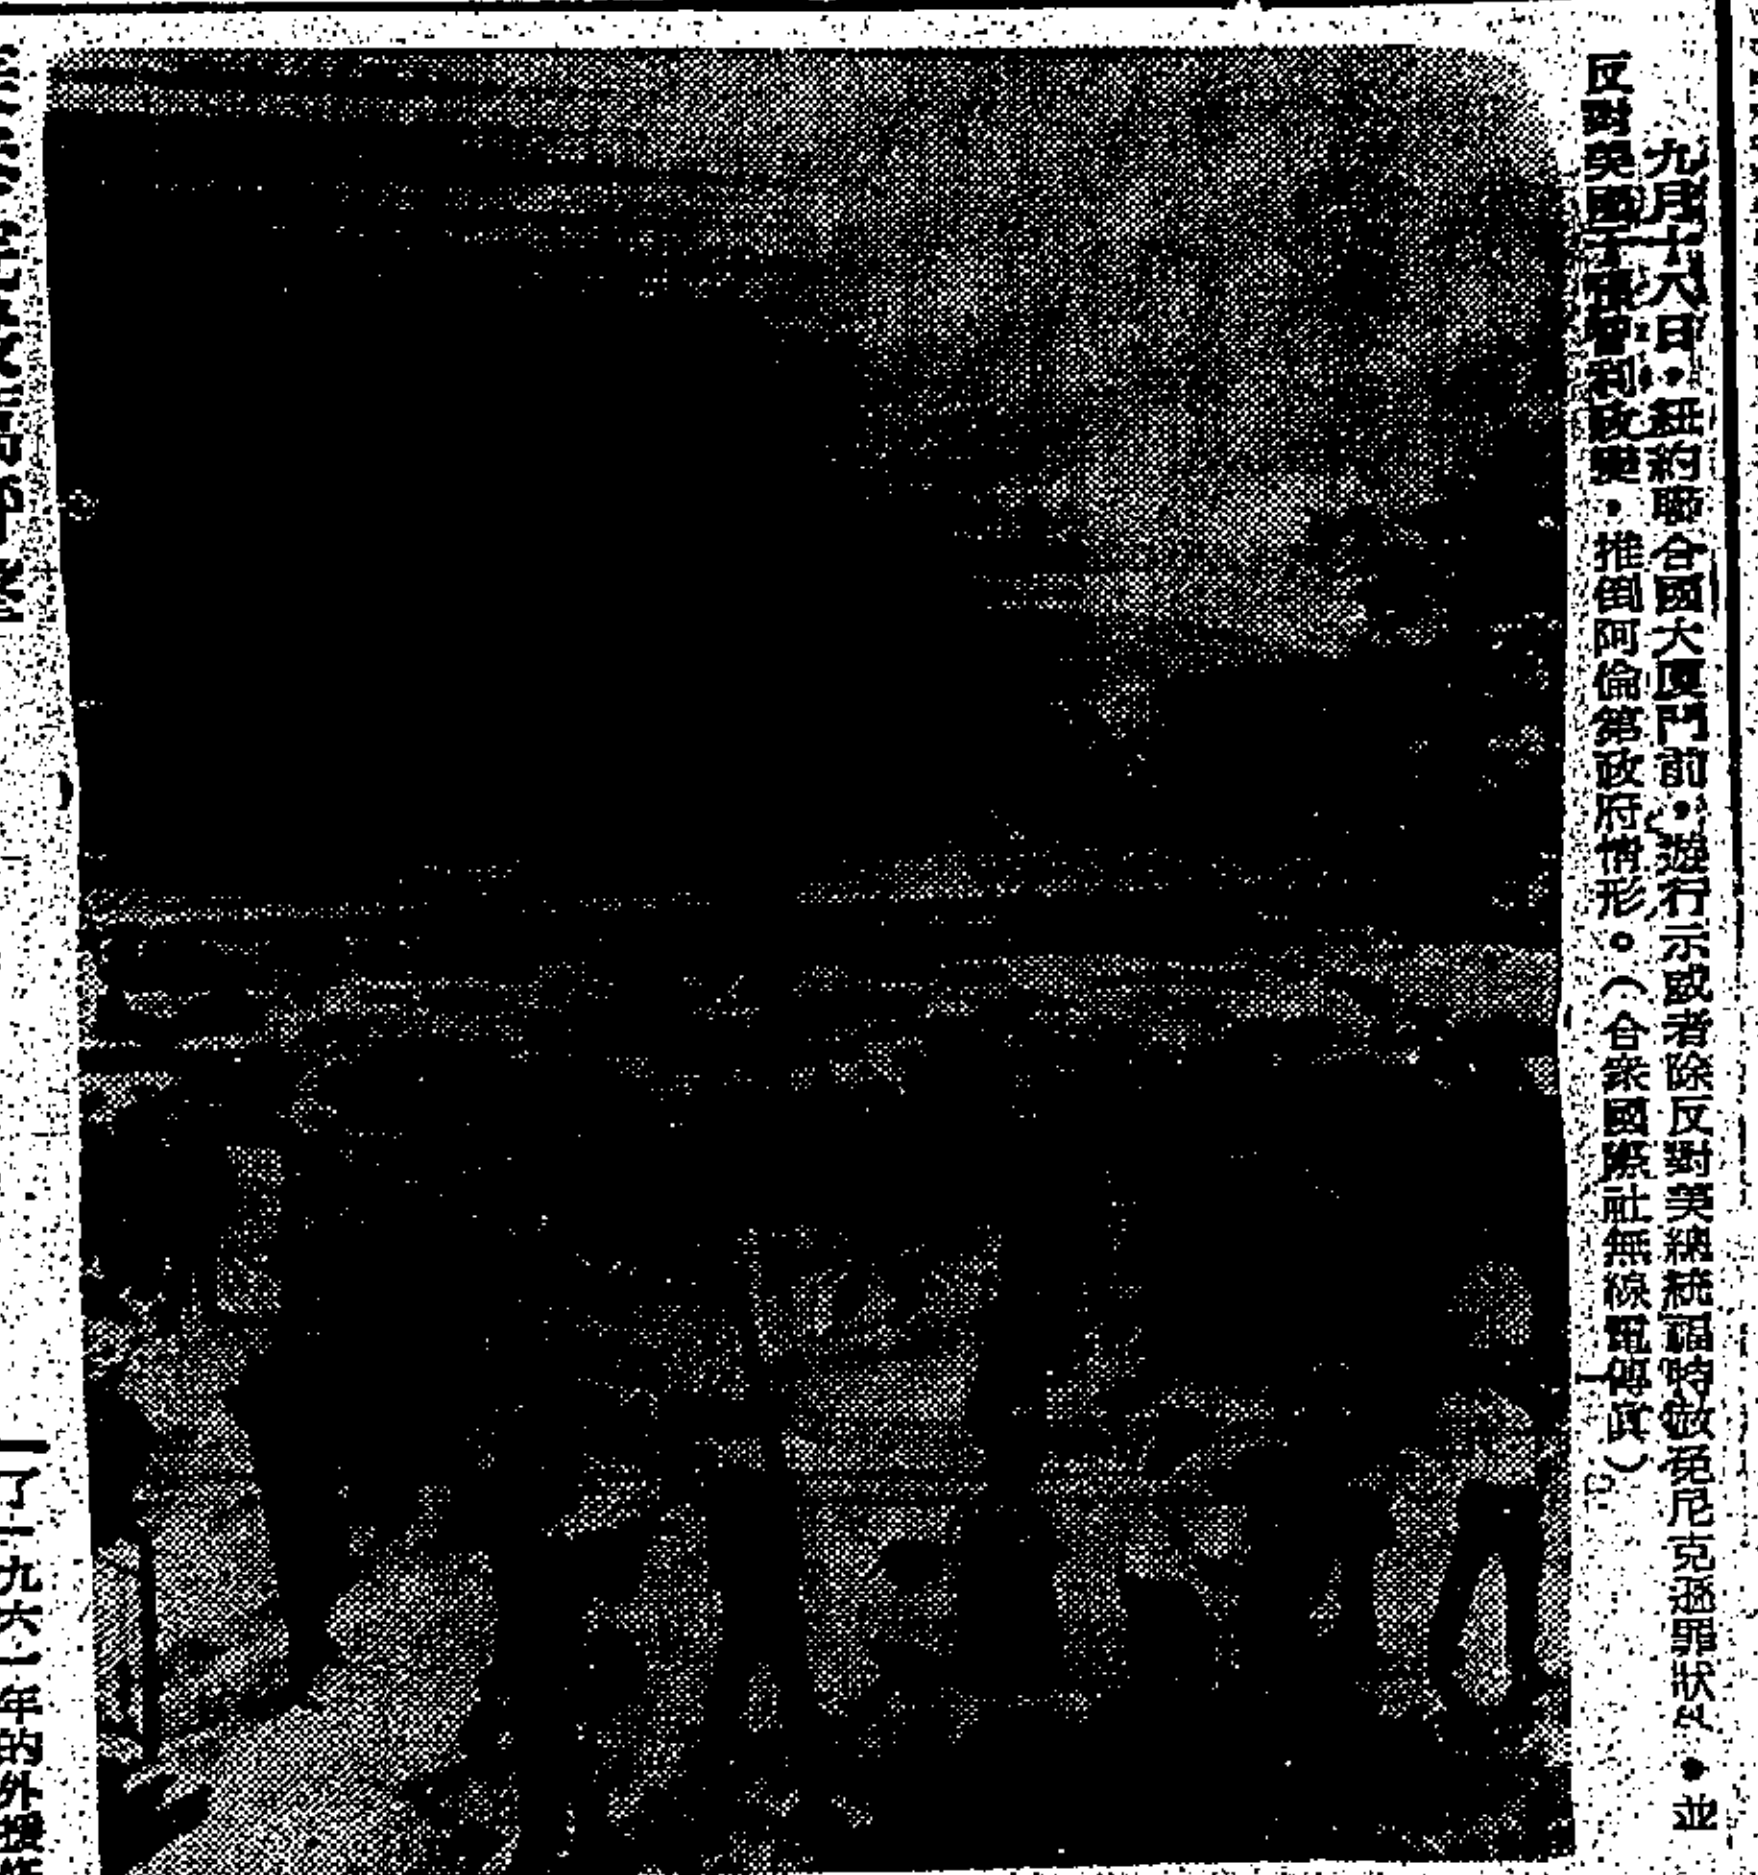 九月十八日・紐約聯合國大廈門前・遊行示威者除反對美總統福特赦免尼克遜罪狀外・並
反對美國干預智利政變・推倒阿倫第政府情形。(合衆國際社無線電傳眞)
了一九六一年的外援